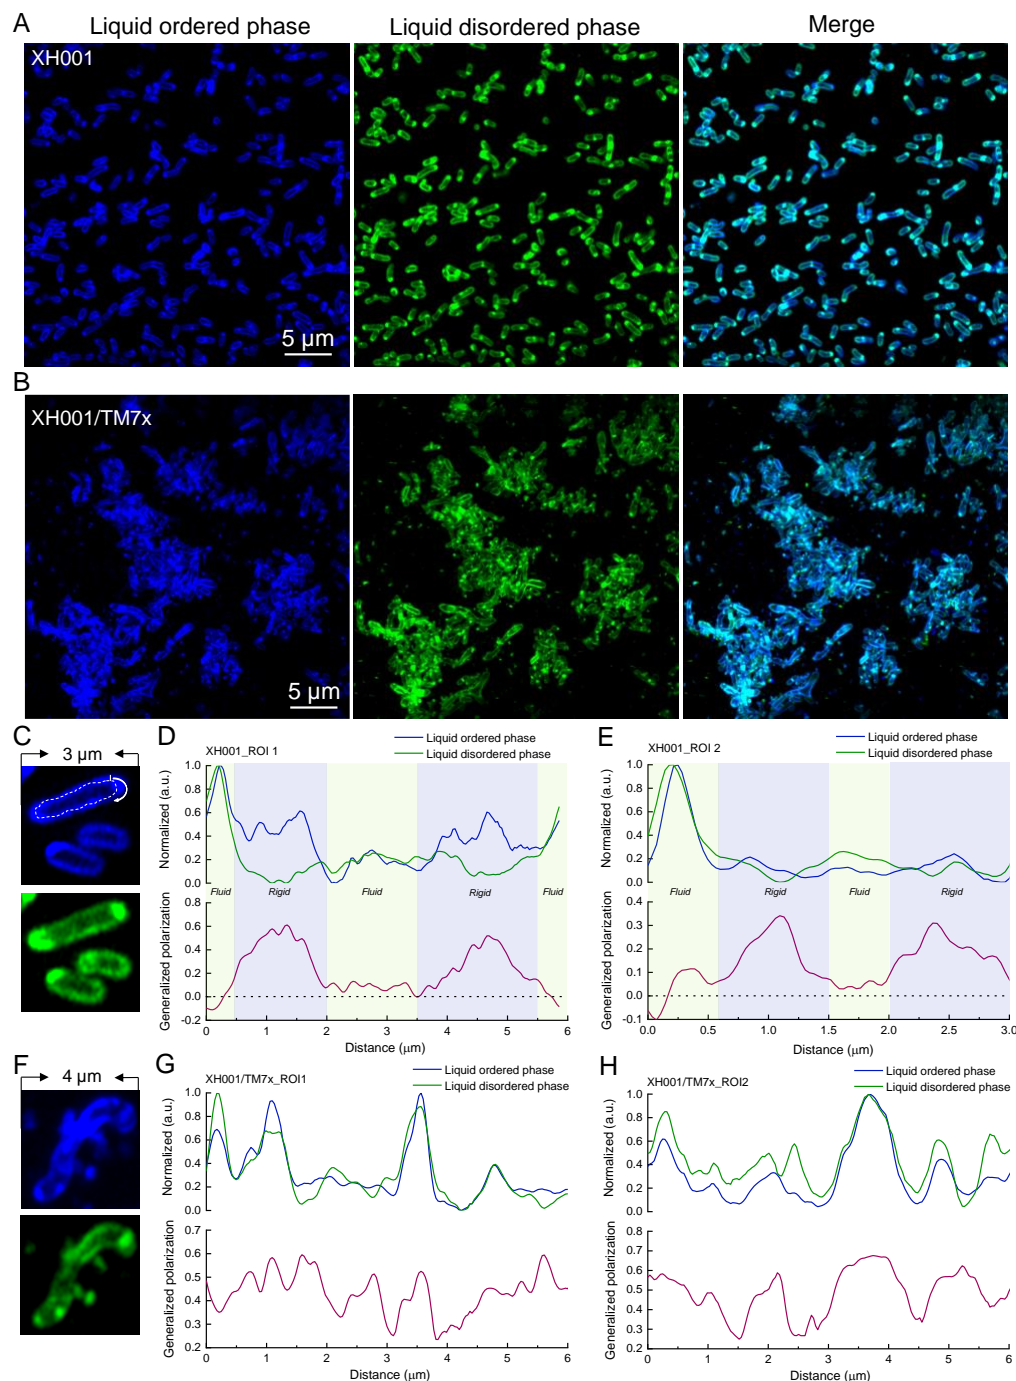 A
Liquid ordered phase
Liquid disordered phase
Merge
XH001
5 μm
B
XH001/TM7x
5 μm
C
3 μm
D
XH001_ROI 1
Liquid ordered phase
Liquid disordered phase
Normalized (a.u.)
1.0
0.8
0.6
0.4
0.2
0.0
Fluid
Rigid
Fluid
Rigid
Fluid
Generalized polarization
0.8
0.6
0.4
0.2
0.0
-0.2
0
1
2
3
4
5
6
Distance (μm)
E
XH001_ROI 2
Liquid ordered phase
Liquid disordered phase
Normalized (a.u.)
1.0
0.8
0.6
0.4
0.2
0.0
Fluid
Rigid
Fluid
Rigid
Generalized polarization
0.4
0.3
0.2
0.1
0.0
-0.1
0.0
0.5
1.0
1.5
2.0
2.5
3.0
Distance (μm)
F
4 μm
G
XH001/TM7x_ROI1
Liquid ordered phase
Liquid disordered phase
Normalized (a.u.)
1.0
0.8
0.6
0.4
0.2
0.0
Generalized polarization
0.7
0.6
0.5
0.4
0.3
0.2
0
1
2
3
4
5
6
Distance (μm)
H
XH001/TM7x_ROI2
Liquid ordered phase
Liquid disordered phase
Normalized (a.u.)
1.0
0.8
0.6
0.4
0.2
0.0
Generalized polarization
0.8
0.7
0.6
0.5
0.4
0.3
0.2
0
1
2
3
4
5
6
Distance (μm)